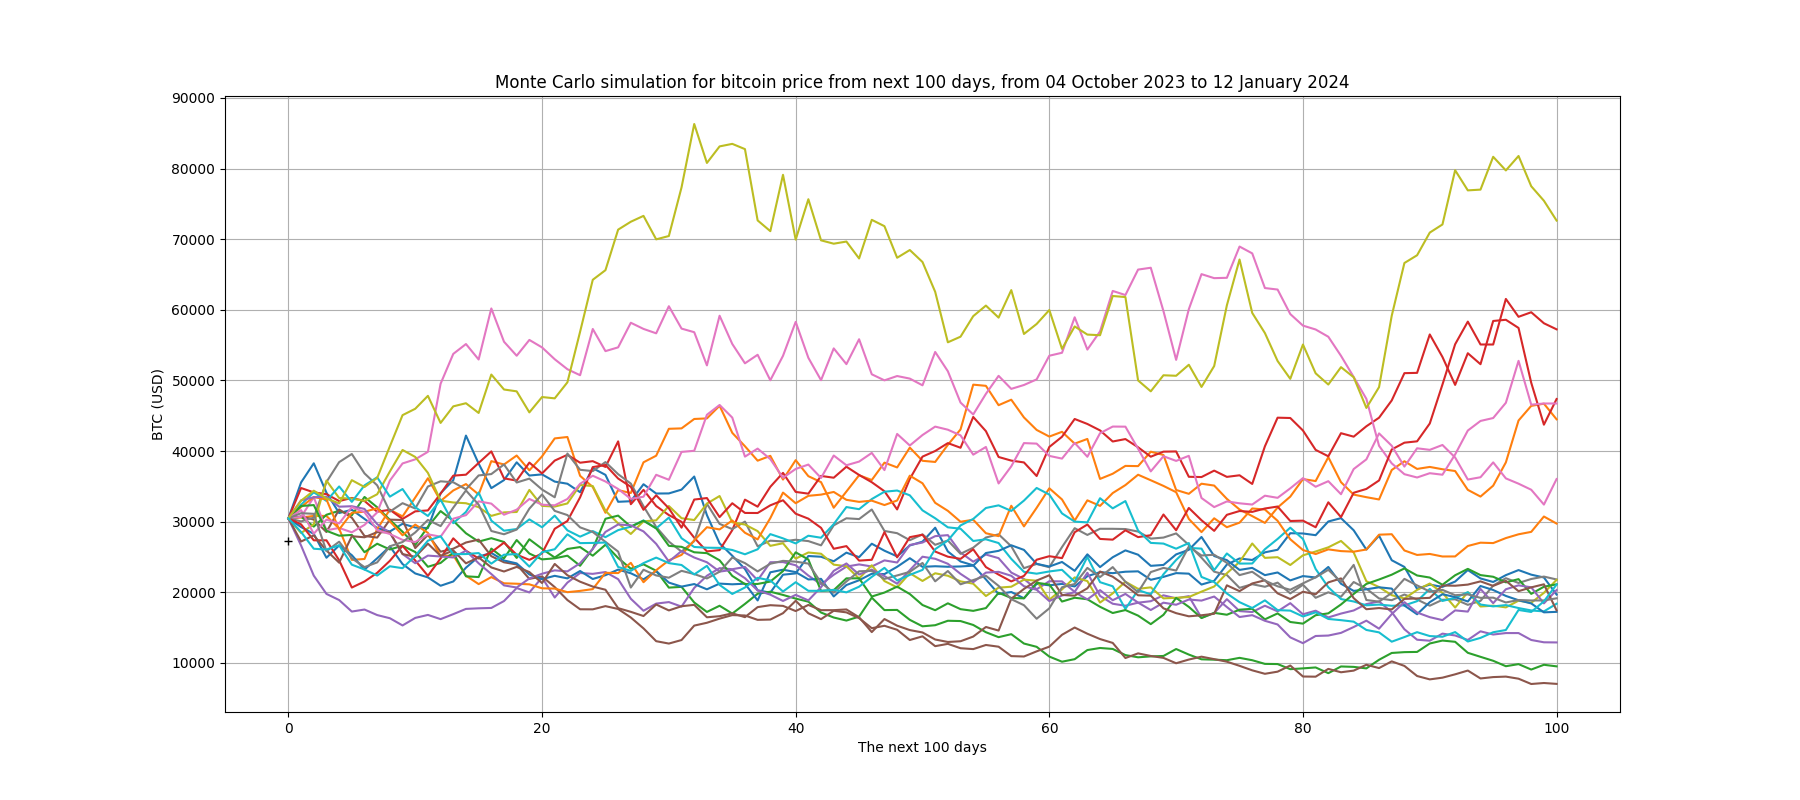 Monte Carlo simulation for bitcoin price from next 100 days, from 04 October 2023 to 12 January 2024
90000
80000
70000
60000
50000
40000
30000
20000
10000
BTC (USD)
0 20 40 60 80 100
The next 100 days